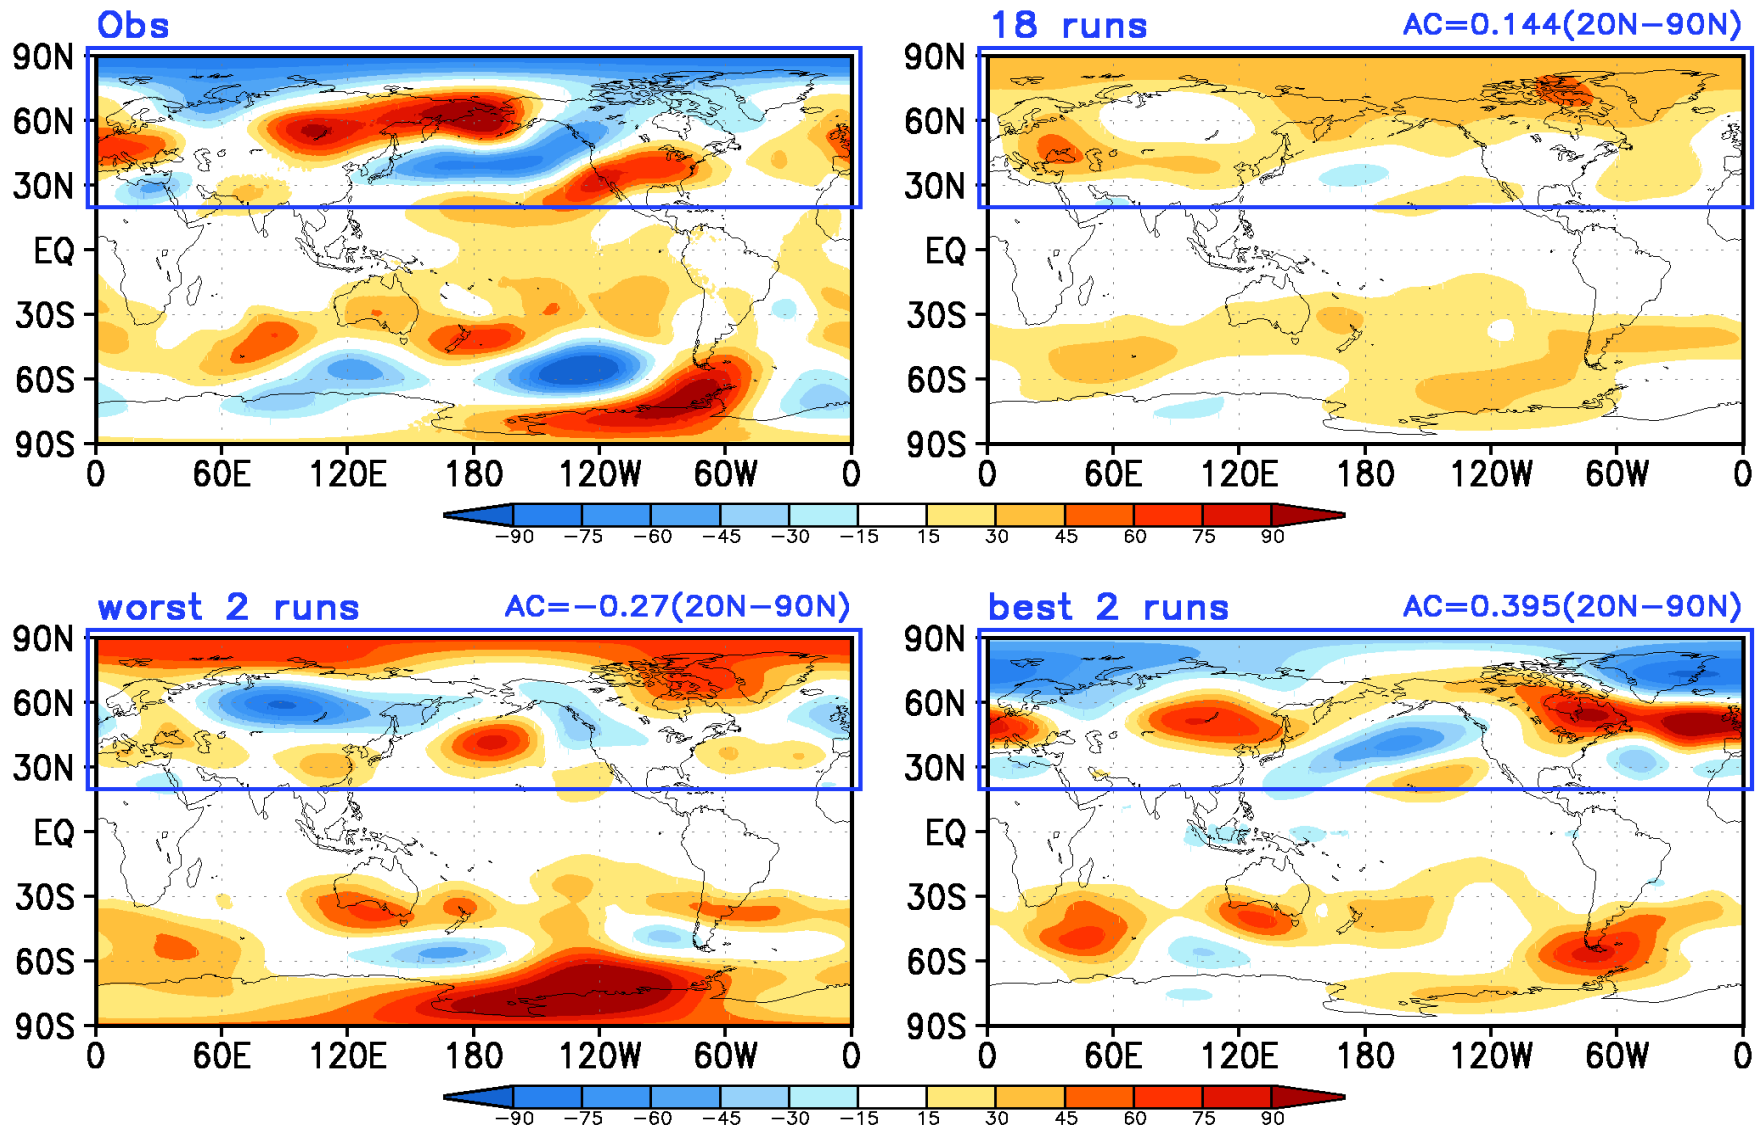 Obs
18 runs AC=0.144(20N−90N)
90N 90N
60N 60N
30N 30N
EQ EQ
30S 30S
60S 60S
90S 90S
0 60E 120E 180 120W 60W 0 0 60E 120E 180 120W 60W 0
−90 −75 −60 −45 −30 −15 15 30 45 60 75 90
worst 2 runs AC=−0.27(20N−90N) best 2 runs AC=0.395(20N−90N)
90N 90N
60N 60N
30N 30N
EQ EQ
30S 30S
60S 60S
90S 90S
0 60E 120E 180 120W 60W 0 0 60E 120E 180 120W 60W 0
−90 −75 −60 −45 −30 −15 15 30 45 60 75 90